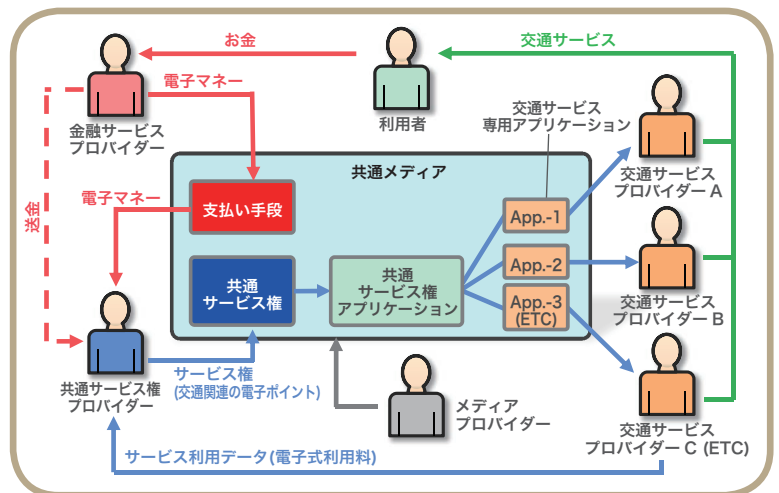 お金
交通サービス
電子マネー
金融サービス
プロバイダー
利用者
交通サービス
専用アプリケーション
交通サービス
プロバイダー A
共通メディア
送金
電子マネー
支払い手段
App.-1
共通
サービス権
共通
サービス権
アプリケーション
App.-2
App.-3
(ETC)
交通サービス
プロバイダー B
共通サービス権
プロバイダー
サービス権
(交通関連の電子ポイント)
メディア
プロバイダー
交通サービス
プロバイダー C (ETC)
サービス利用データ(電子式利用料)